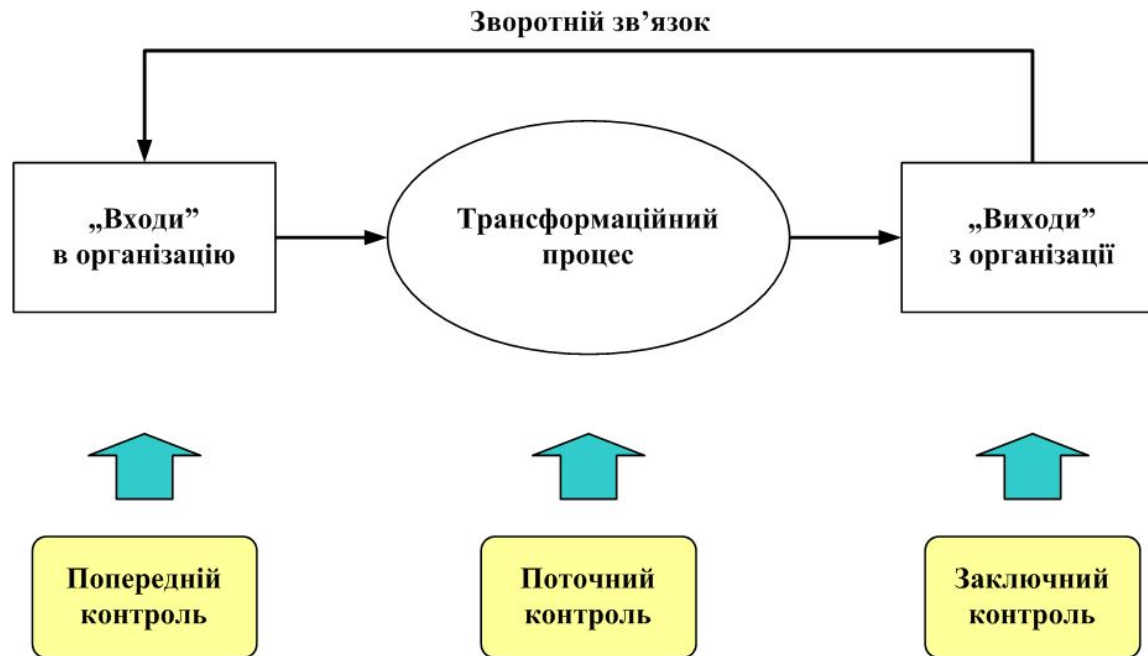 Зворотній зв’язок
„Входи”
в організацію
Трансформаційний
процес
„Виходи”
з організації
Попередній
контроль
Поточний
контроль
Заключний
контроль